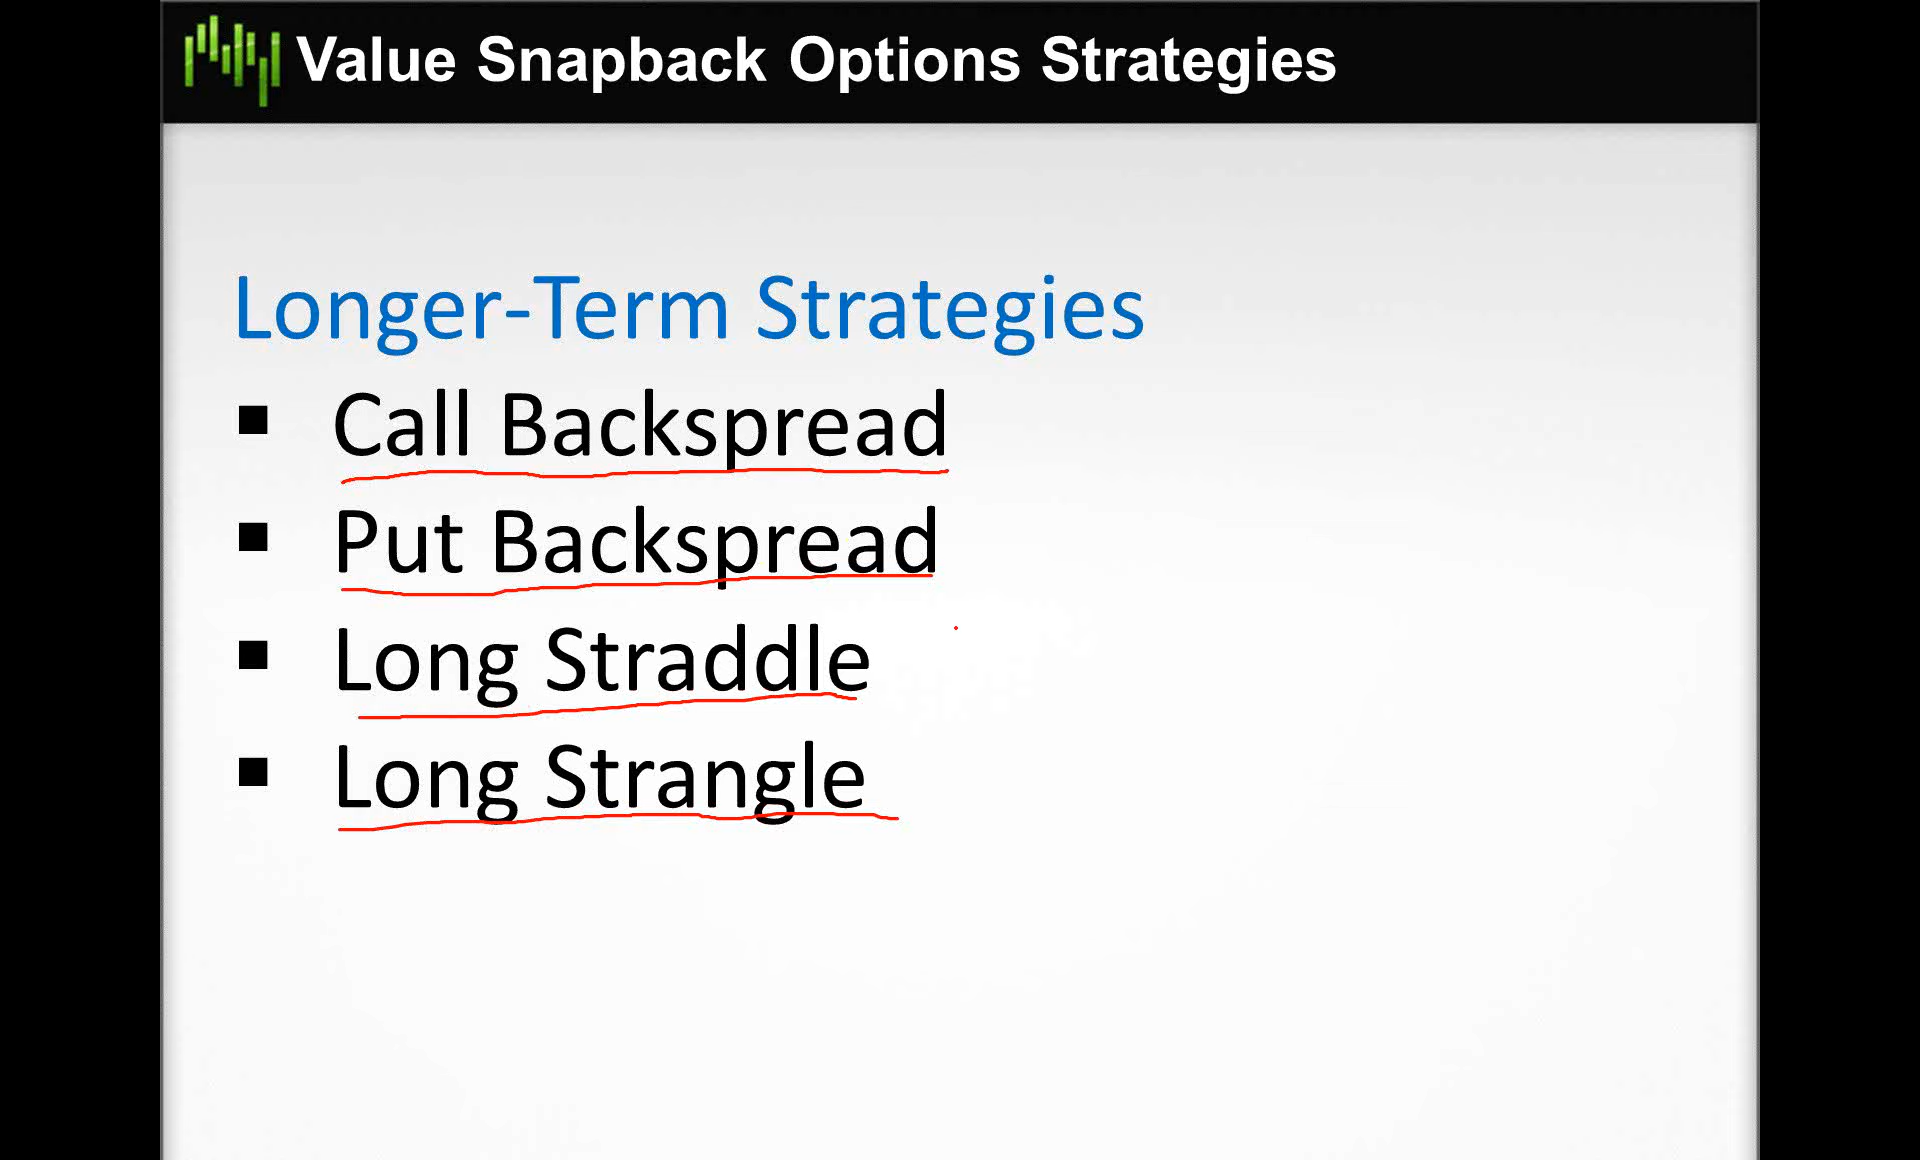 Value Snapback Options Strategies
Longer-Term Strategies
▪ Call Backspread
▪ Put Backspread
▪ Long Straddle
▪ Long Strangle